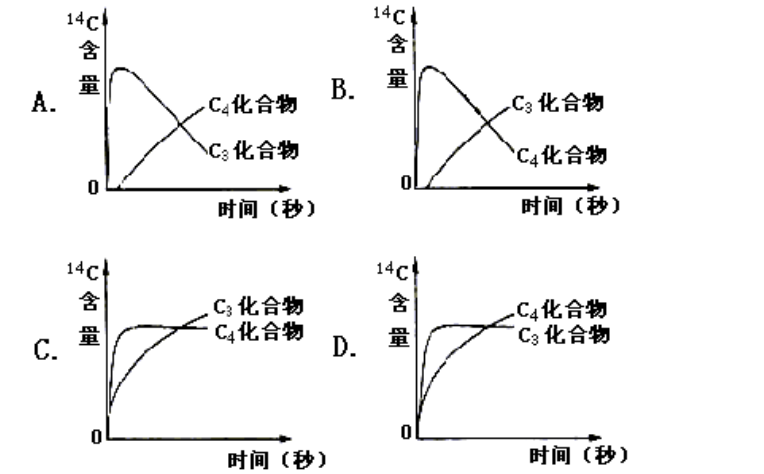 A.
¹⁴C
含
量
C₄化合物
C₃化合物
0
时间（秒）
B.
¹⁴C
含
量
C₃化合物
C₄化合物
0
时间（秒）
C.
¹⁴C
含
量
C₃化合物
C₄化合物
0
时间（秒）
D.
¹⁴C
含
量
C₄化合物
C₃化合物
0
时间（秒）